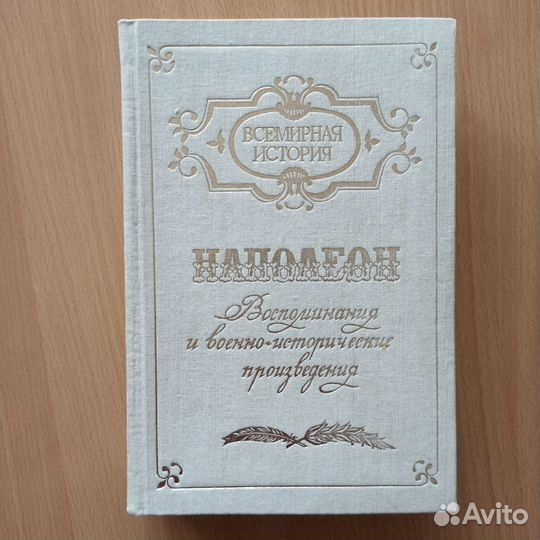 ВСЕМИРНАЯ
ИСТОРИЯ
НАПОЛЕОН
Воспоминания
и военно-исторические
произведения
Avito